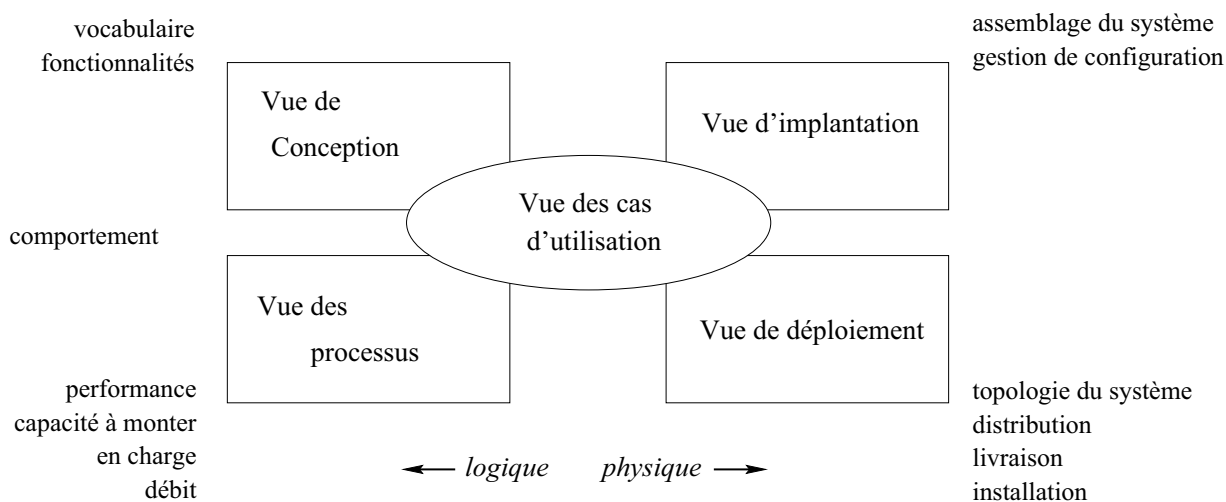 vocabulaire
fonctionnalités
assemblage du système
gestion de configuration
Vue de
Conception
Vue d’implantation
Vue des cas
d’utilisation
comportement
Vue des
processus
Vue de déploiement
performance
capacité à monter
en charge
débit
topologie du système
distribution
livraison
installation
logique physique